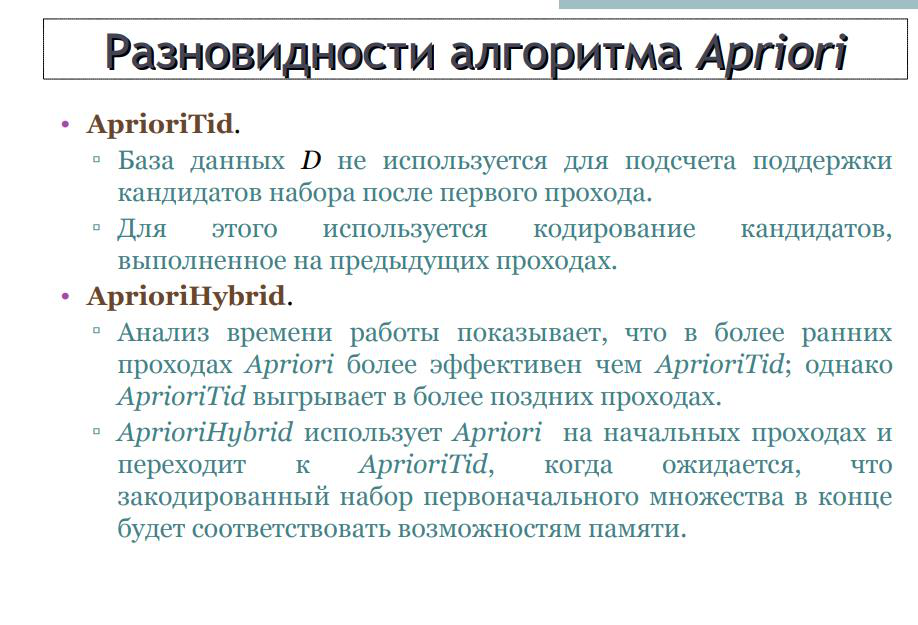 Разновидности алгоритма Apriori
• AprioriTid.
▫ База данных D не используется для подсчета поддержки
кандидатов набора после первого прохода.
▫ Для этого используется кодирование кандидатов,
выполненное на предыдущих проходах.
• AprioriHybrid.
▫ Анализ времени работы показывает, что в более ранних
проходах Apriori более эффективен чем AprioriTid; однако
AprioriTid выгрывает в более поздних проходах.
▫ AprioriHybrid использует Apriori на начальных проходах и
переходит к AprioriTid, когда ожидается, что
закодированный набор первоначального множества в конце
будет соответствовать возможностям памяти.